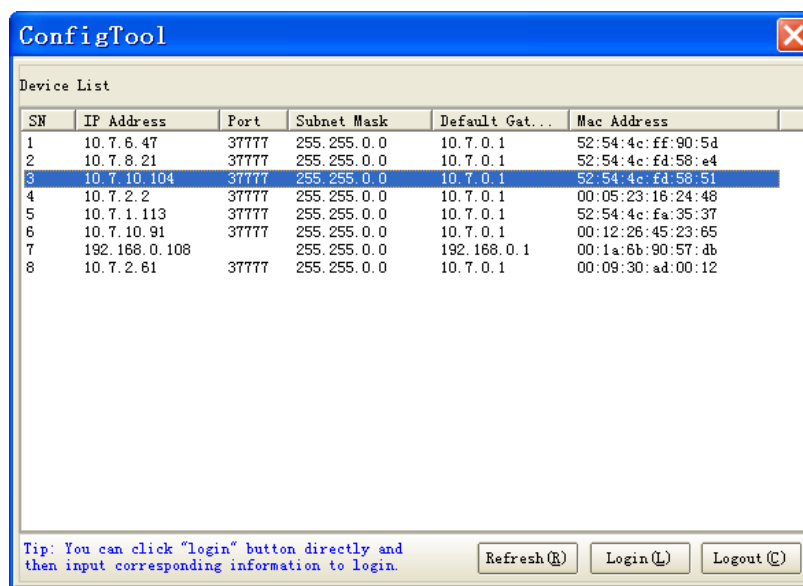 ConfigTool
Device List
SN IP Address Port Subnet Mask Default Gat... Mac Address
1 10.7.6.47 37777 255.255.0.0 10.7.0.1 52:54:4c:ff:90:5d
2 10.7.8.21 37777 255.255.0.0 10.7.0.1 52:54:4c:fd:58:e4
3 10.7.10.104 37777 255.255.0.0 10.7.0.1 52:54:4c:fd:58:51
4 10.7.2.2 37777 255.255.0.0 10.7.0.1 00:05:23:16:24:48
5 10.7.1.113 37777 255.255.0.0 10.7.0.1 52:54:4c:fa:35:37
6 10.7.10.91 37777 255.255.0.0 10.7.0.1 00:12:26:45:23:65
7 192.168.0.108 255.255.0.0 192.168.0.1 00:1a:6b:90:57:db
8 10.7.2.61 37777 255.255.0.0 10.7.0.1 00:09:30:ad:00:12
Tip: You can click "login" button directly and
then input corresponding information to login.
Refresh(R) Login(L) Logout(C)